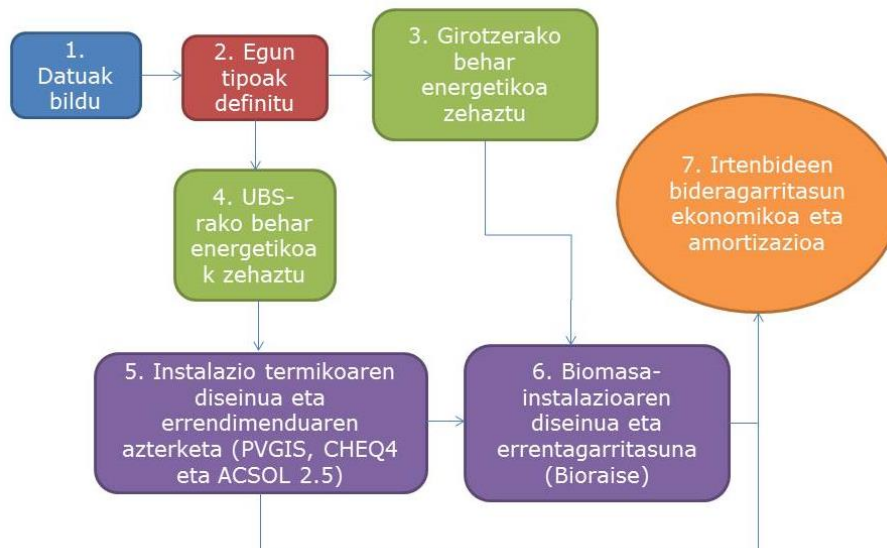 1.
Datuak
bildu
2. Egun
tipoak
definitu
3. Girotzerako
behar
energetikoa
zehaztu
4. UBS-
rako behar
energetikoa
k zehaztu
5. Instalazio termikoaren
diseinua eta
errendimenduaren
azterketa (PVGIS, CHEQ4
eta ACSOL 2.5)
6. Biomasa-
instalazioaren
diseinua eta
errentagarritasuna
(Bioraise)
7. Irtenbideen
bideragarritasun
ekonomikoa eta
amortizazioa